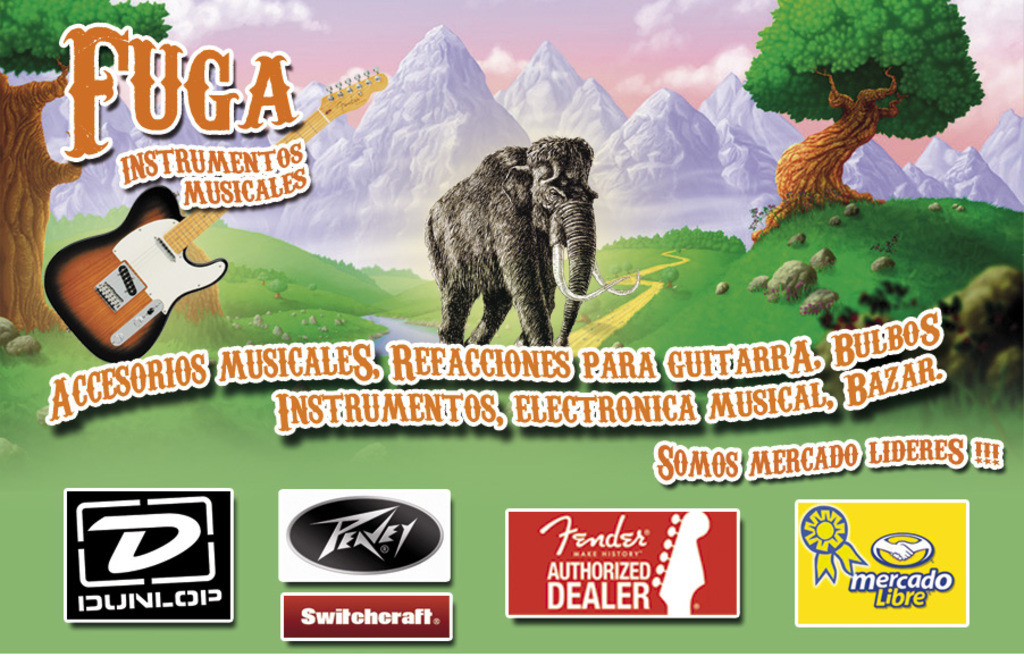 FUGA
INSTRUMENTOS
MUSICALES
ACCESORIOS MUSICALES, REFACCIONES PARA GUITARRA, BULBOS
INSTRUMENTOS, ELECTRONICA MUSICAL, BAZAR.
SOMOS MERCADO LIDERES !!!
D
DUNLOP
PEAVEY®
Switchcraft®
Fender®
MAKE HISTORY™
AUTHORIZED
DEALER
mercado
Libre